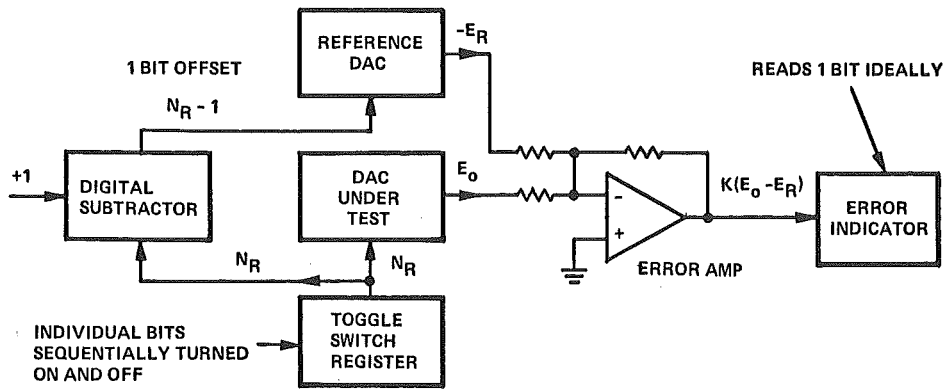 REFERENCE
DAC
-E_R
1 BIT OFFSET
N_R - 1
READS 1 BIT IDEALLY
+1
DIGITAL
SUBTRACTOR
DAC
UNDER
TEST
E_o
-
+
ERROR AMP
K(E_o -E_R)
ERROR
INDICATOR
N_R
N_R
INDIVIDUAL BITS
SEQUENTIALLY TURNED
ON AND OFF
TOGGLE
SWITCH
REGISTER